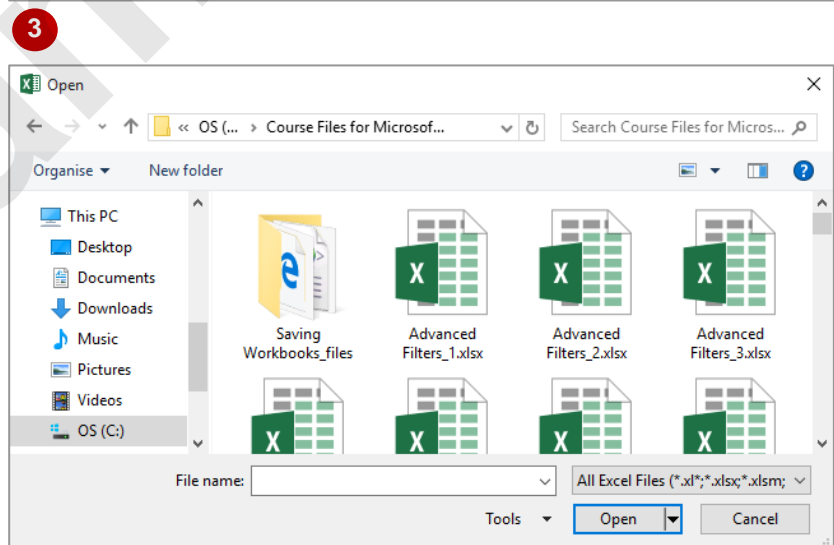 3
Open
« OS (... > Course Files for Microsof...
Search Course Files for Micros...
Organise
New folder
This PC
Desktop
Documents
Downloads
Music
Pictures
Videos
OS (C:)
Saving Workbooks_files
Advanced Filters_1.xlsx
Advanced Filters_2.xlsx
Advanced Filters_3.xlsx
File name:
All Excel Files (*.xl*;*.xlsx;*.xlsm;
Tools
Open
Cancel